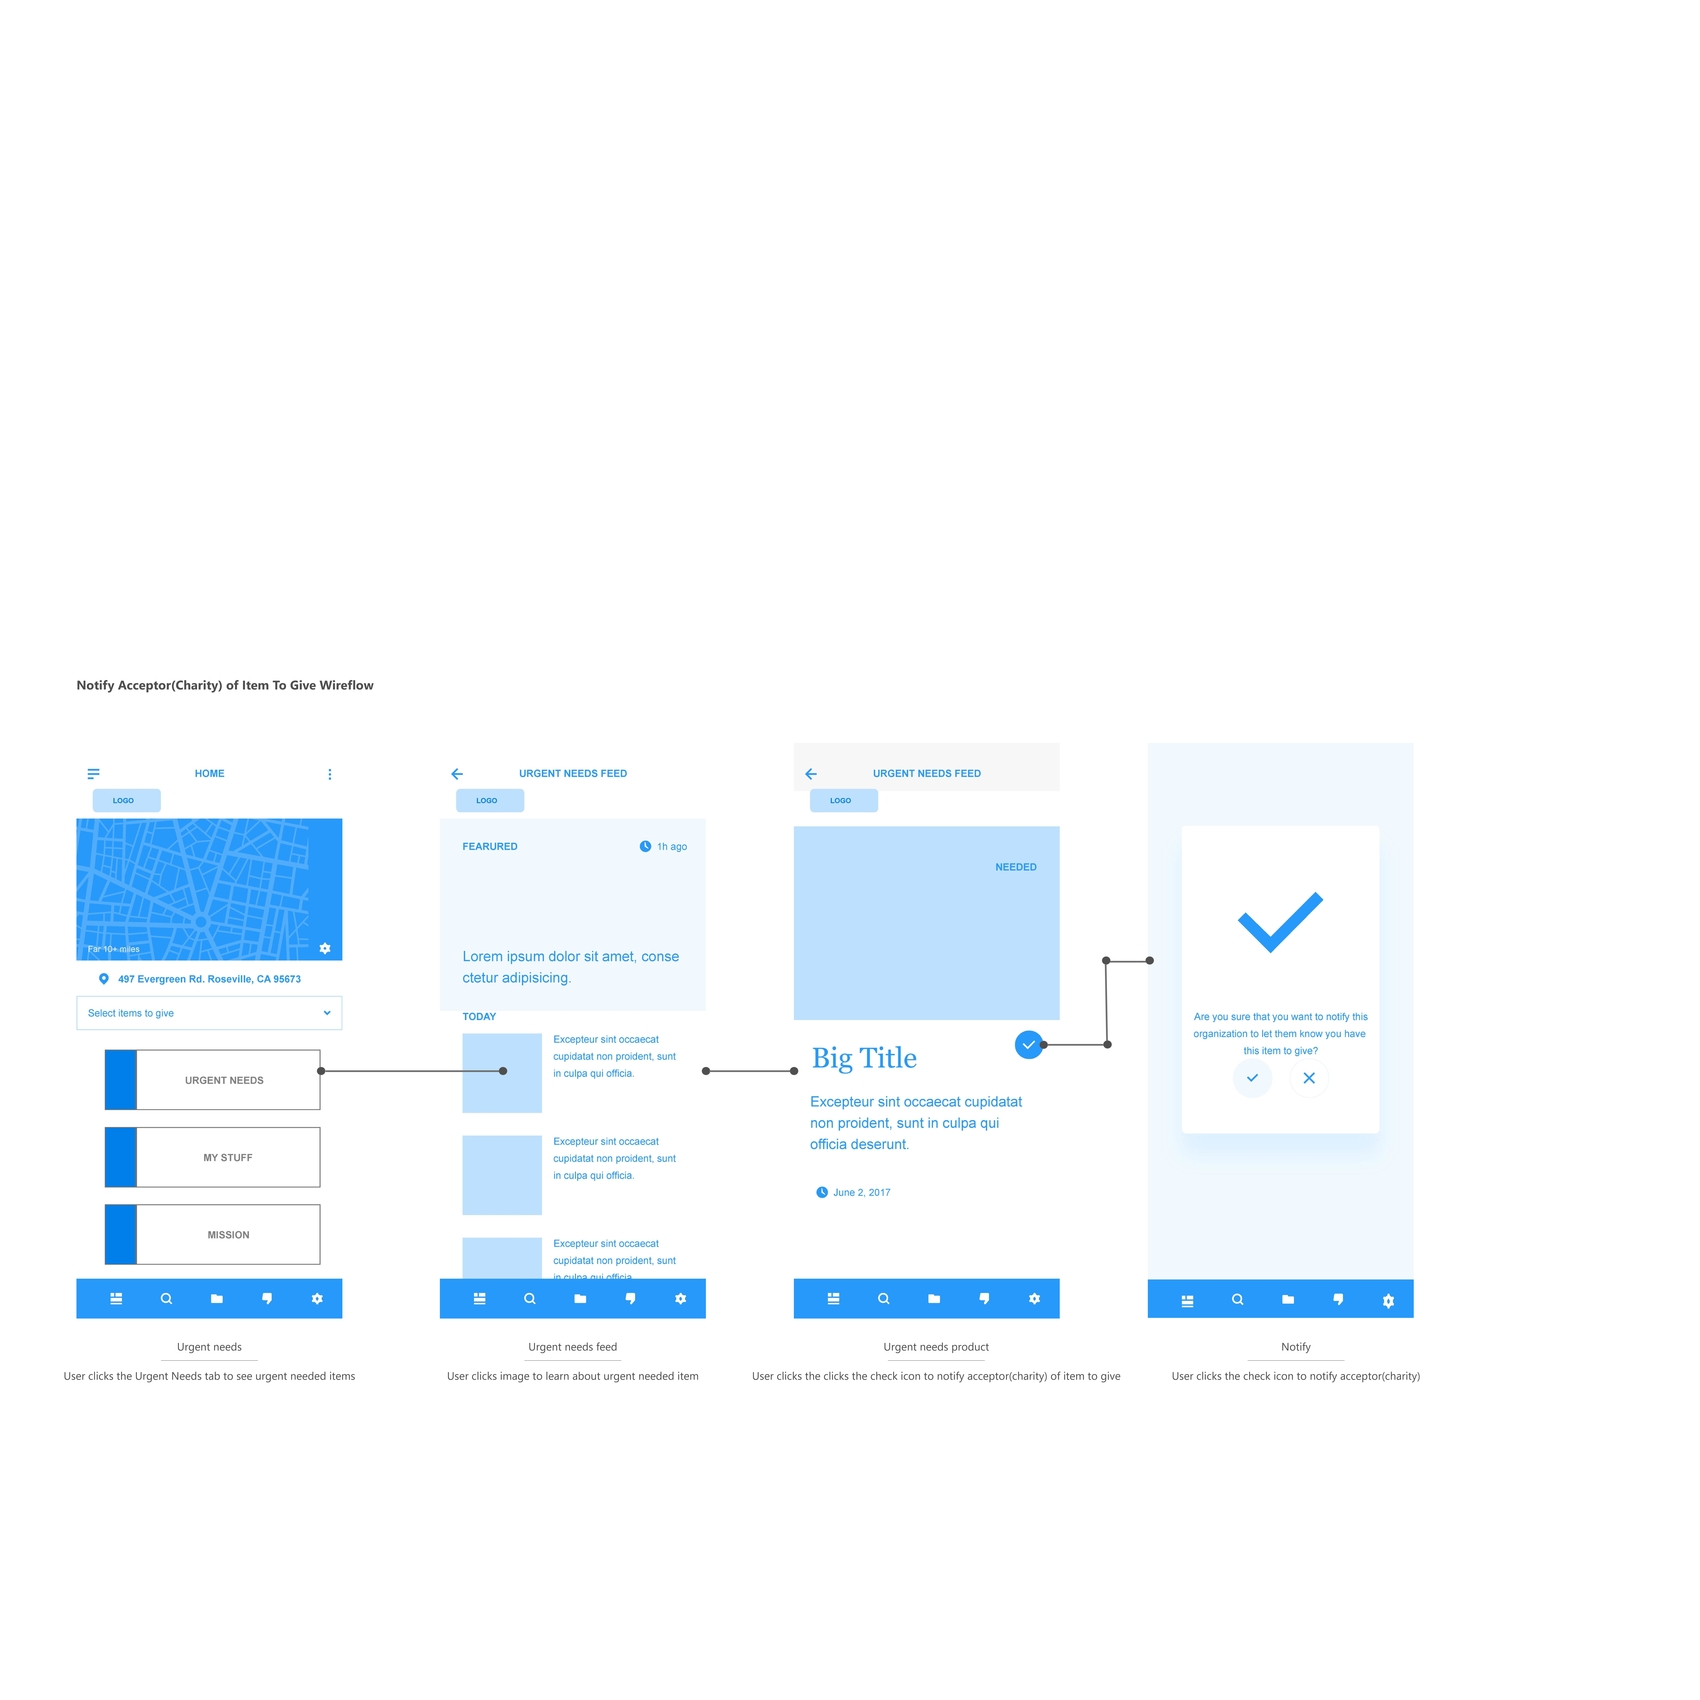 Notify Acceptor(Charity) of Item To Give Wireflow
HOME
LOGO
Far 10+ miles
497 Evergreen Rd. Roseville, CA 95673
Select items to give
URGENT NEEDS
MY STUFF
MISSION
Urgent needs
User clicks the Urgent Needs tab to see urgent needed items
URGENT NEEDS FEED
LOGO
FEARURED
1h ago
Lorem ipsum dolor sit amet, conse
ctetur adipisicing.
TODAY
Excepteur sint occaecat
cupidatat non proident, sunt
in culpa qui officia.
Excepteur sint occaecat
cupidatat non proident, sunt
in culpa qui officia.
Excepteur sint occaecat
cupidatat non proident, sunt
in culpa qui officia.
Urgent needs feed
User clicks image to learn about urgent needed item
URGENT NEEDS FEED
LOGO
NEEDED
Big Title
Excepteur sint occaecat cupidatat
non proident, sunt in culpa qui
officia deserunt.
June 2, 2017
Urgent needs product
User clicks the clicks the check icon to notify acceptor(charity) of item to give
Are you sure that you want to notify this
organization to let them know you have
this item to give?
Notify
User clicks the check icon to notify acceptor(charity)